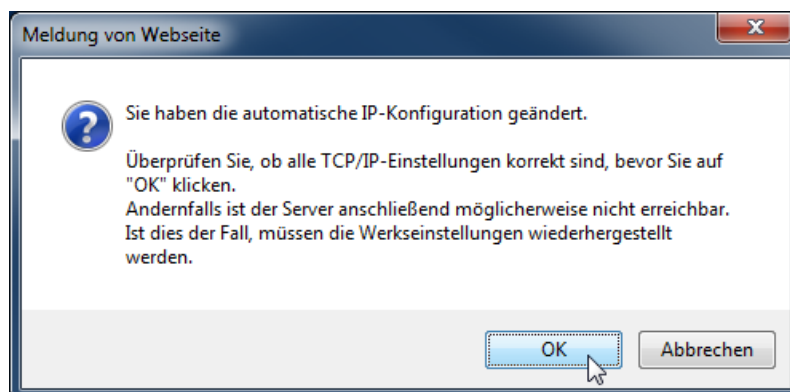 Meldung von Webseite
Sie haben die automatische IP-Konfiguration geändert.
Überprüfen Sie, ob alle TCP/IP-Einstellungen korrekt sind, bevor Sie auf
"OK" klicken.
Andernfalls ist der Server anschließend möglicherweise nicht erreichbar.
Ist dies der Fall, müssen die Werkseinstellungen wiederhergestellt
werden.
OK
Abbrechen